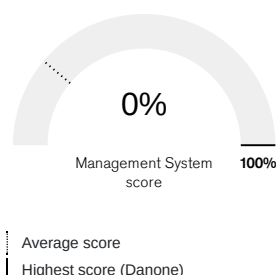 0%
Management System
score
100%
Average score
Highest score (Danone)